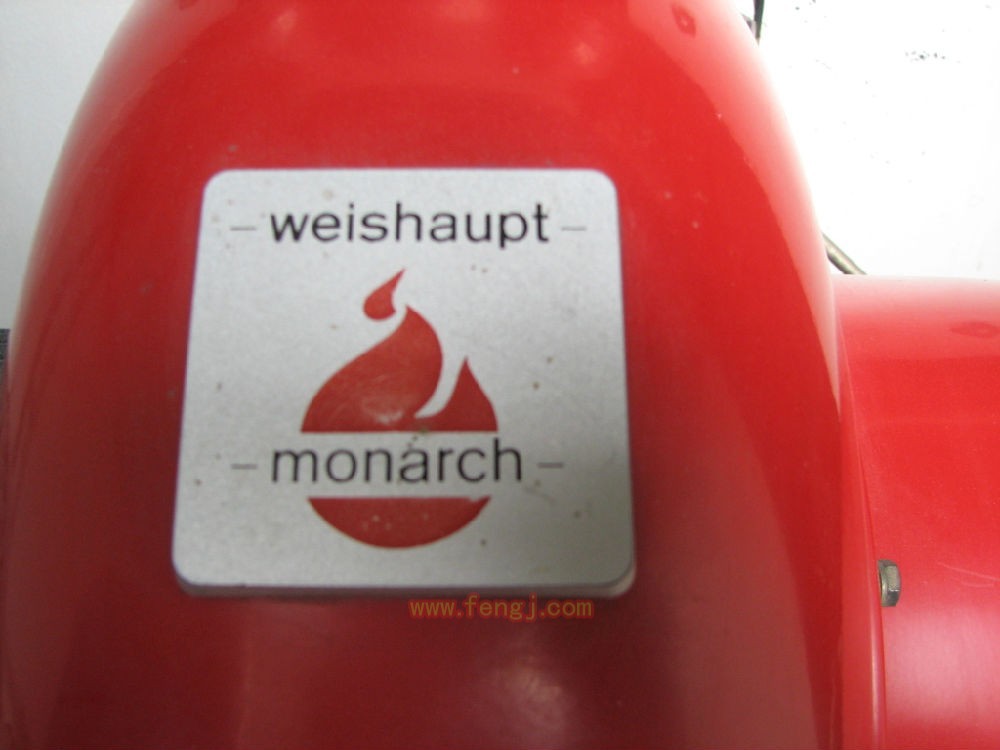 – weishaupt –
– monarch –
www.fengj.com